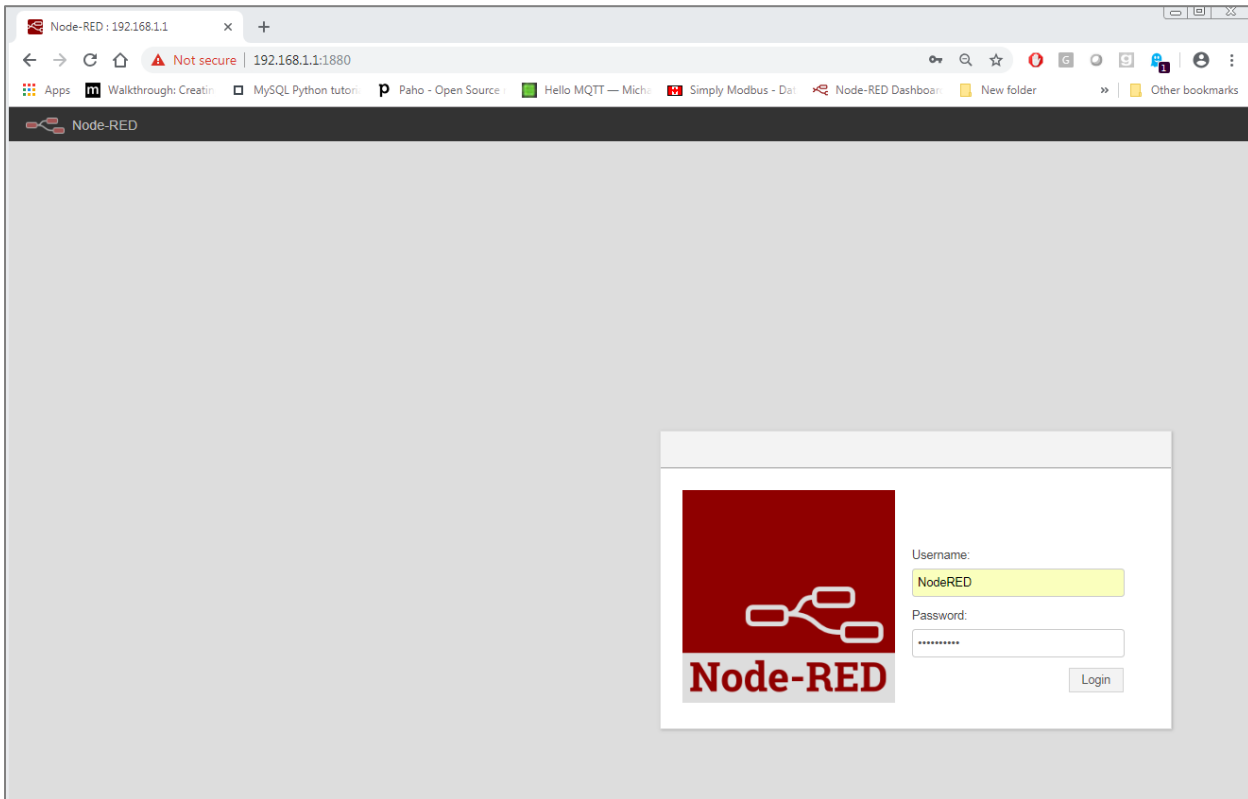 Node-RED : 192.168.1.1
Not secure 192.168.1.1:1880
Apps m Walkthrough: Creatin MySQL Python tutori p Paho - Open Source Hello MQTT — Micha Simply Modbus - Dat Node-RED Dashboar New folder » Other bookmarks
Node-RED
Username:
NodeRED
Password:
••••••••••
Login
Node-RED